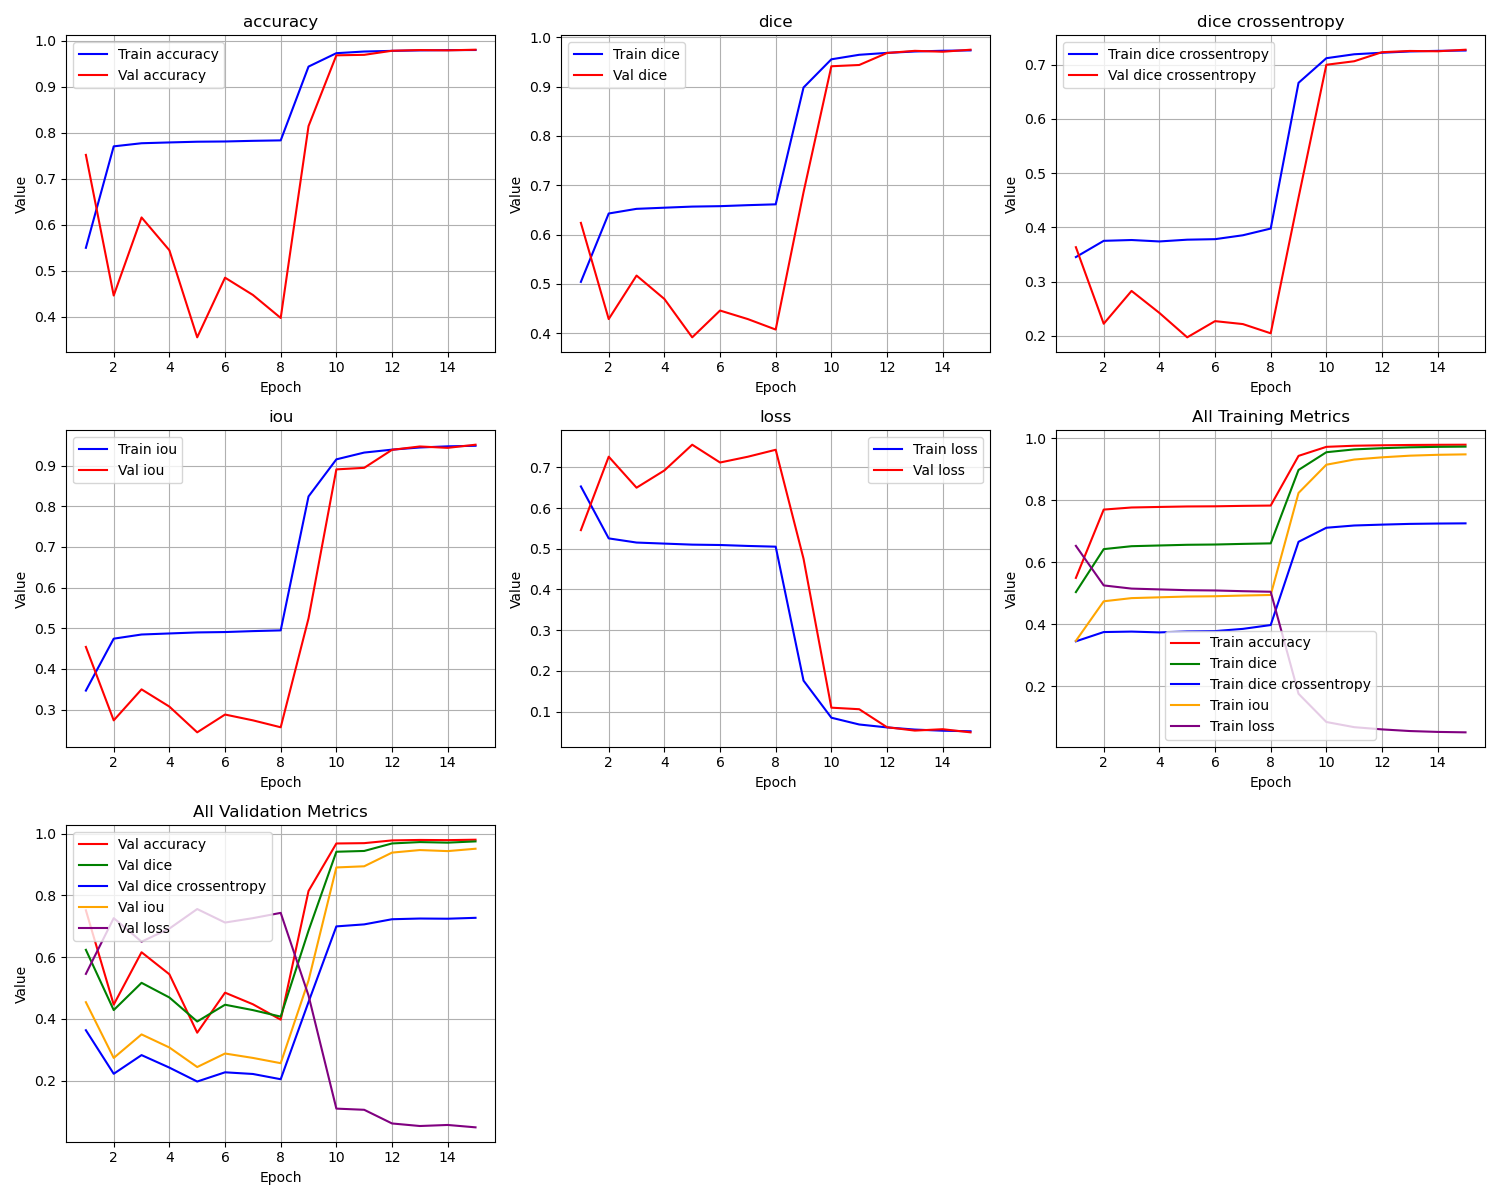 accuracy
1.0
0.9
0.8
0.7
0.6
0.5
0.4
Value
Train accuracy
Val accuracy
2 4 6 8 10 12 14
Epoch
dice
1.0
0.9
0.8
0.7
0.6
0.5
0.4
Value
Train dice
Val dice
2 4 6 8 10 12 14
Epoch
dice crossentropy
0.7
0.6
0.5
0.4
0.3
0.2
Value
Train dice crossentropy
Val dice crossentropy
2 4 6 8 10 12 14
Epoch
iou
0.9
0.8
0.7
0.6
0.5
0.4
0.3
Value
Train iou
Val iou
2 4 6 8 10 12 14
Epoch
loss
0.7
0.6
0.5
0.4
0.3
0.2
0.1
Value
Train loss
Val loss
2 4 6 8 10 12 14
Epoch
All Training Metrics
1.0
0.8
0.6
0.4
0.2
Value
Train accuracy
Train dice
Train dice crossentropy
Train iou
Train loss
2 4 6 8 10 12 14
Epoch
All Validation Metrics
1.0
0.8
0.6
0.4
0.2
Value
Val accuracy
Val dice
Val dice crossentropy
Val iou
Val loss
2 4 6 8 10 12 14
Epoch